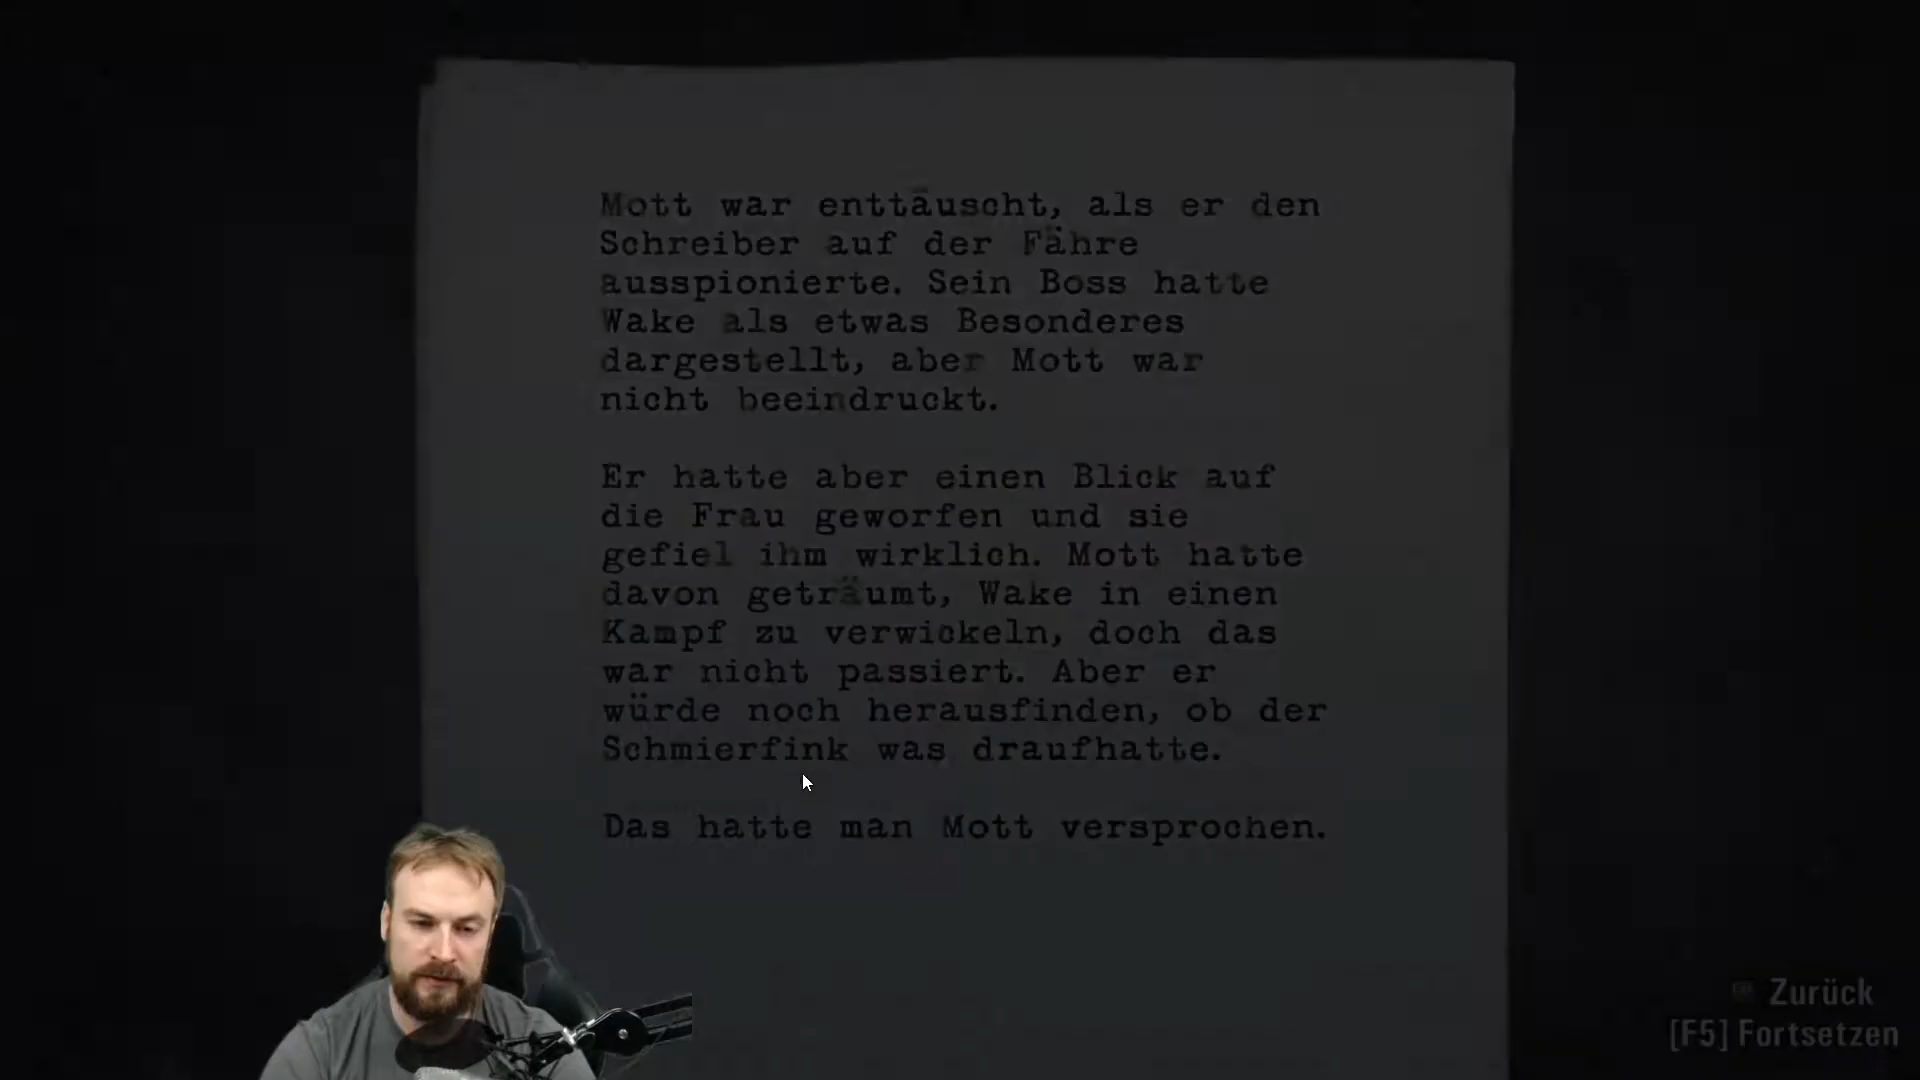 Mott war enttäuscht, als er den
Schreiber auf der Fähre
ausspionierte. Sein Boss hatte
Wake als etwas Besonderes
dargestellt, aber Mott war
nicht beeindruckt.
Er hatte aber einen Blick auf
die Frau geworfen und sie
gefiel ihm wirklich. Mott hatte
davon geträumt, Wake in einen
Kampf zu verwickeln, doch das
war nicht passiert. Aber er
würde noch herausfinden, ob der
Schmierfink was draufhatte.
Das hatte man Mott versprochen.
Zurück
[F5] Fortsetzen